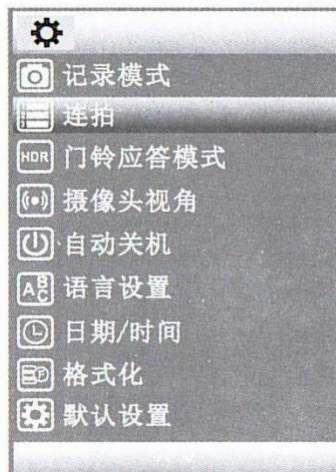 记录模式
连拍
HDR 门铃应答模式
摄像头视角
自动关机
语言设置
日期/时间
格式化
默认设置